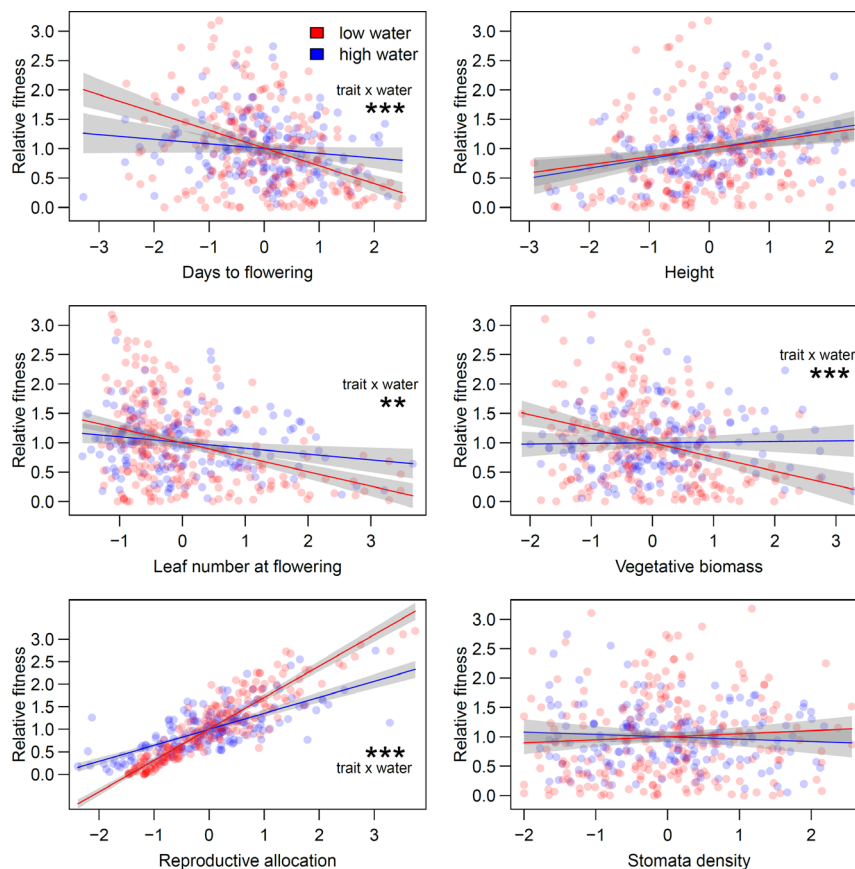 low water
high water
trait x water
***
Relative fitness
3.0
2.5
2.0
1.5
1.0
0.5
0.0
−3 −2 −1 0 1 2
Days to flowering
Relative fitness
3.0
2.5
2.0
1.5
1.0
0.5
0.0
−3 −2 −1 0 1 2
Height
trait x water
**
Relative fitness
3.0
2.5
2.0
1.5
1.0
0.5
0.0
−1 0 1 2 3
Leaf number at flowering
trait x water
***
Relative fitness
3.0
2.5
2.0
1.5
1.0
0.5
0.0
−2 −1 0 1 2 3
Vegetative biomass
Relative fitness
3.0
2.5
2.0
1.5
1.0
0.5
0.0
***
trait x water
−2 −1 0 1 2 3
Reproductive allocation
Relative fitness
3.0
2.5
2.0
1.5
1.0
0.5
0.0
−2 −1 0 1 2
Stomata density